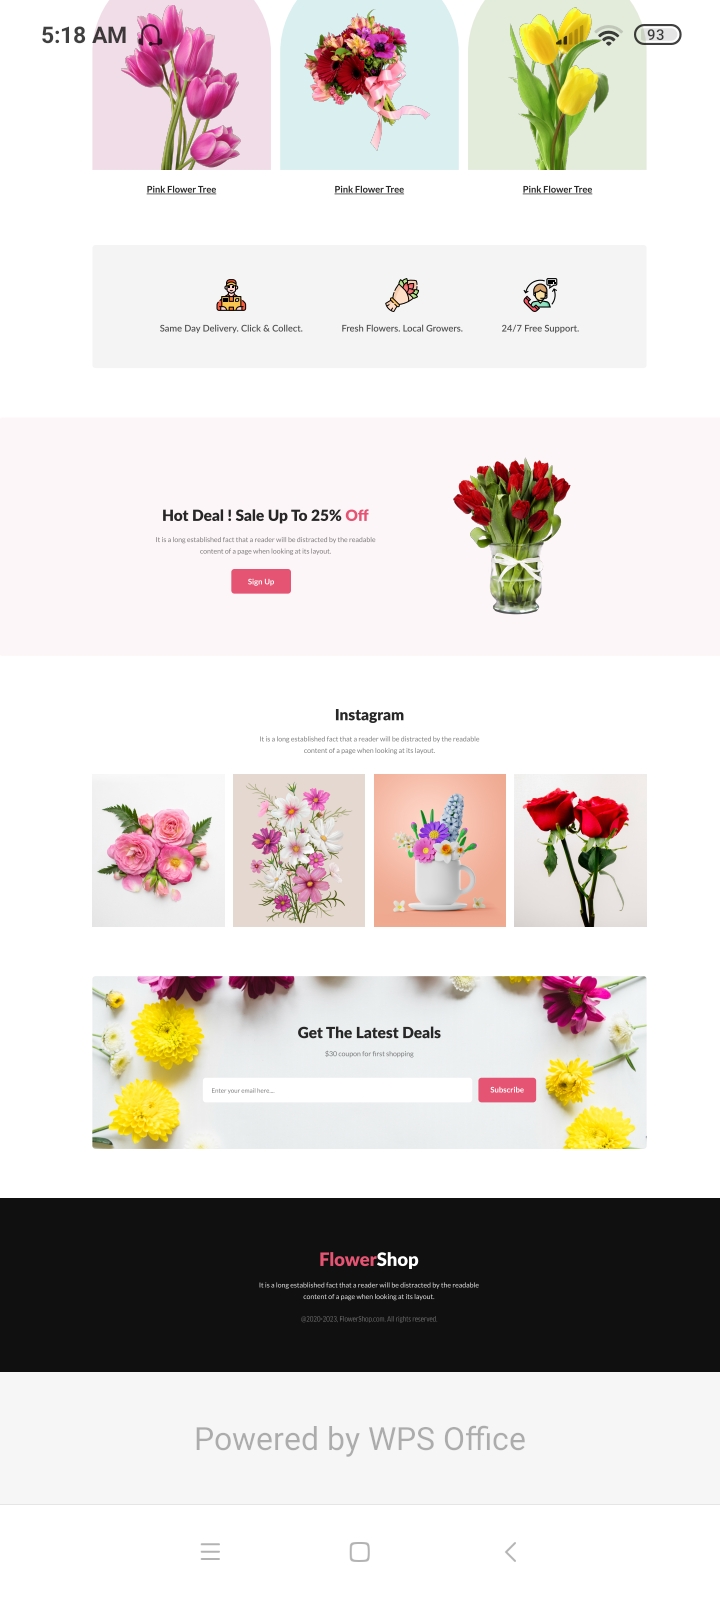 5:18 AM
93
Pink Flower Tree
Pink Flower Tree
Pink Flower Tree
Same Day Delivery. Click & Collect.
Fresh Flowers. Local Growers.
24/7 Free Support.
Hot Deal ! Sale Up To 25% Off
It is a long established fact that a reader will be distracted by the readable
content of a page when looking at its layout.
Sign Up
Instagram
It is a long established fact that a reader will be distracted by the readable
content of a page when looking at its layout.
Get The Latest Deals
$30 coupon for first shopping
Enter your email here....
Subscribe
FlowerShop
It is a long established fact that a reader will be distracted by the readable
content of a page when looking at its layout.
@2020-2023. FlowerShop.com. All rights reserved.
Powered by WPS Office